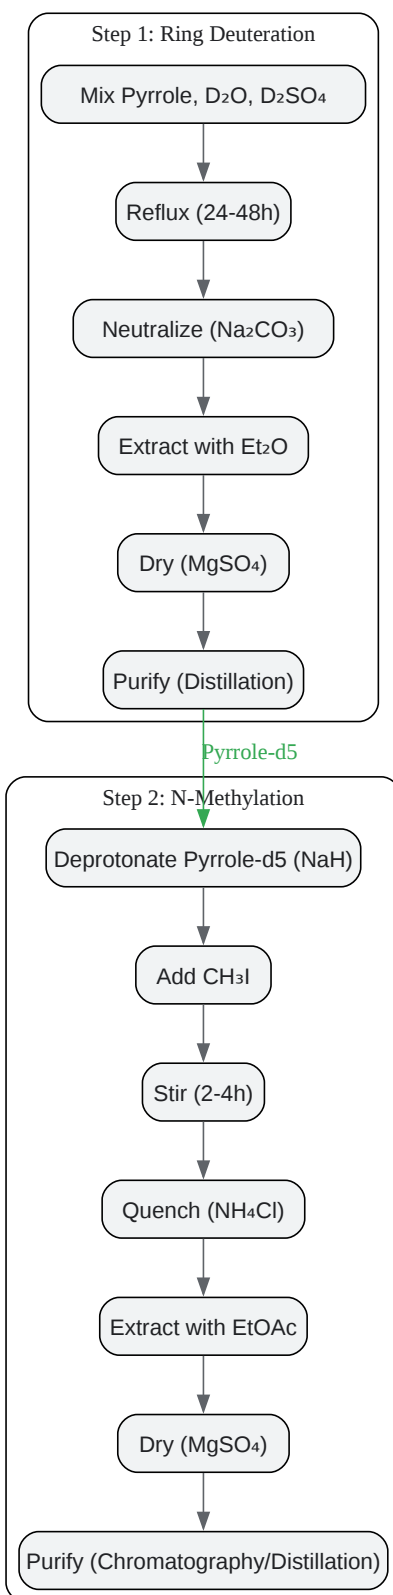 Step 1: Ring Deuteration
Mix Pyrrole, D₂O, D₂SO₄
Reflux (24-48h)
Neutralize (Na₂CO₃)
Extract with Et₂O
Dry (MgSO₄)
Purify (Distillation)
Pyrrole-d5
Step 2: N-Methylation
Deprotonate Pyrrole-d5 (NaH)
Add CH₃I
Stir (2-4h)
Quench (NH₄Cl)
Extract with EtOAc
Dry (MgSO₄)
Purify (Chromatography/Distillation)